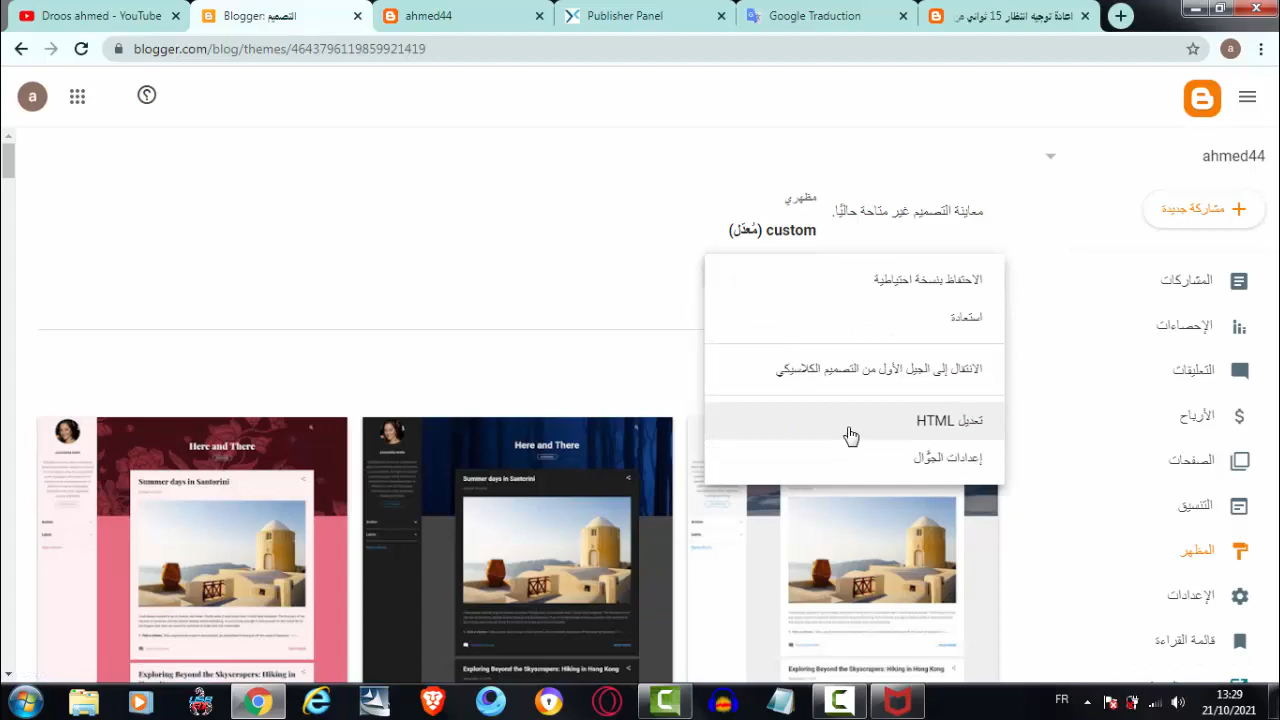 Droos ahmed - YouTube
Blogger: التصميم
ahmed44
Publisher Panel
Google Traduction
اعادة توجيه انتظار 15 ثواني
blogger.com/blog/themes/4643796119859921419
a
a
ahmed44
مشاركة جديدة
معاينة التصميم غير متاحة حاليًا.
مظهري
custom (مُعدّل)
الاحتفاظ بنسخة احتياطية
استعادة
الانتقال إلى الجيل الأول من التصميم الكلاسيكي
تعديل HTML
إعدادات الجوَّال
المشاركات
الإحصاءات
التعليقات
الأرباح
الصفحات
التنسيق
المظهر
الإعدادات
قائمة القراءة
Here and There
Summer days in Santorini
Exploring Beyond the Skyscrapers: Hiking in
Here and There
Summer days in Santorini
Exploring Beyond the Skyscrapers: Hiking in Hong Kong
Exploring Beyond the Skyscrapers: Hiking in Hong Kong
FR
13:29
21/10/2021